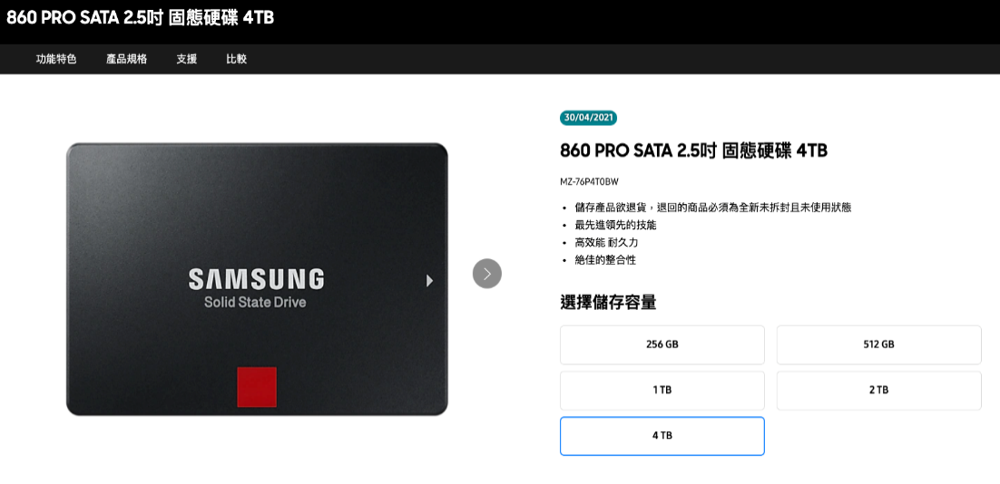 860 PRO SATA 2.5吋 固態硬碟 4TB
功能特色 產品規格 支援 比較
30/04/2021
860 PRO SATA 2.5吋 固態硬碟 4TB
MZ-76P4T0BW
• 儲存產品欲退貨，退回的商品必須為全新未拆封且未使用狀態
• 最先進領先的技能
• 高效能 耐久力
• 絶佳的整合性
SAMSUNG
Solid State Drive
選擇儲存容量
256 GB 512 GB
1 TB 2 TB
4 TB